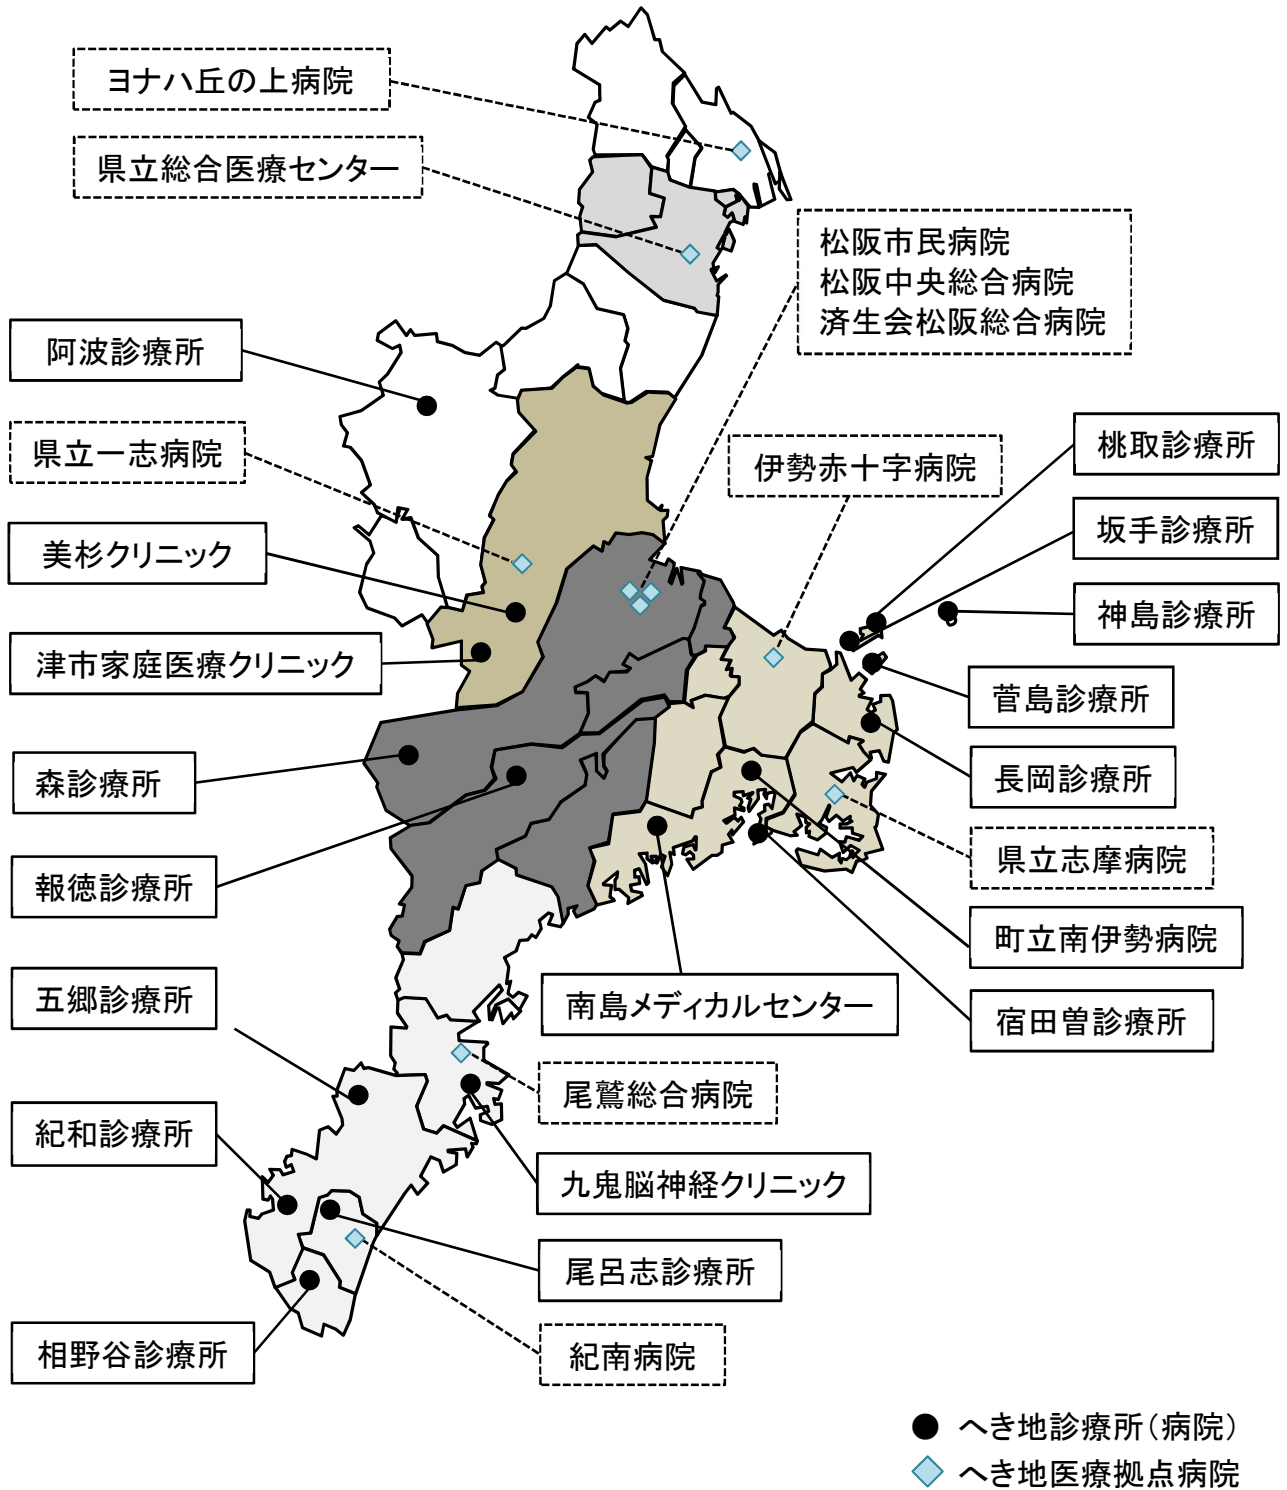 ヨナハ丘の上病院
県立総合医療センター
松阪市民病院
松阪中央総合病院
済生会松阪総合病院
阿波診療所
県立一志病院
伊勢赤十字病院
桃取診療所
美杉クリニック
坂手診療所
神島診療所
津市家庭医療クリニック
菅島診療所
森診療所
長岡診療所
報徳診療所
県立志摩病院
町立南伊勢病院
五郷診療所
南島メディカルセンター
宿田曽診療所
尾鷲総合病院
紀和診療所
九鬼脳神経クリニック
尾呂志診療所
相野谷診療所
紀南病院
へき地診療所(病院)
へき地医療拠点病院